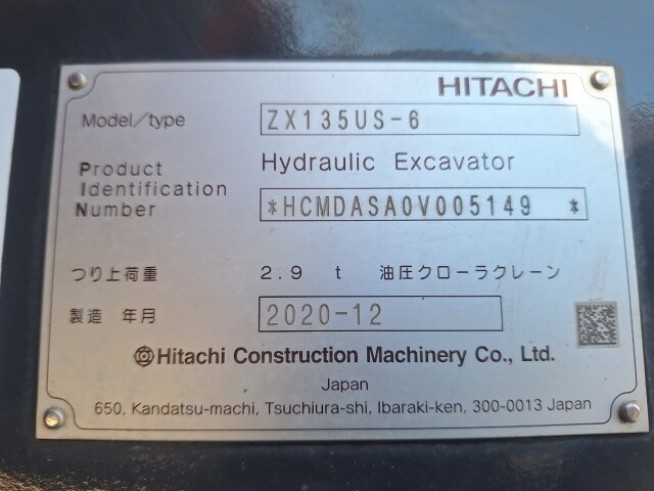 HITACHI
Model/type ZX135US-6
Product Hydraulic Excavator
Identification
Number *HCMDASA0V005149 *
つり上荷重 2.9 t 油圧クローラクレーン
製造 年月 2020-12
Hitachi Construction Machinery Co., Ltd.
Japan
650, Kandatsu-machi, Tsuchiura-shi, Ibaraki-ken, 300-0013 Japan